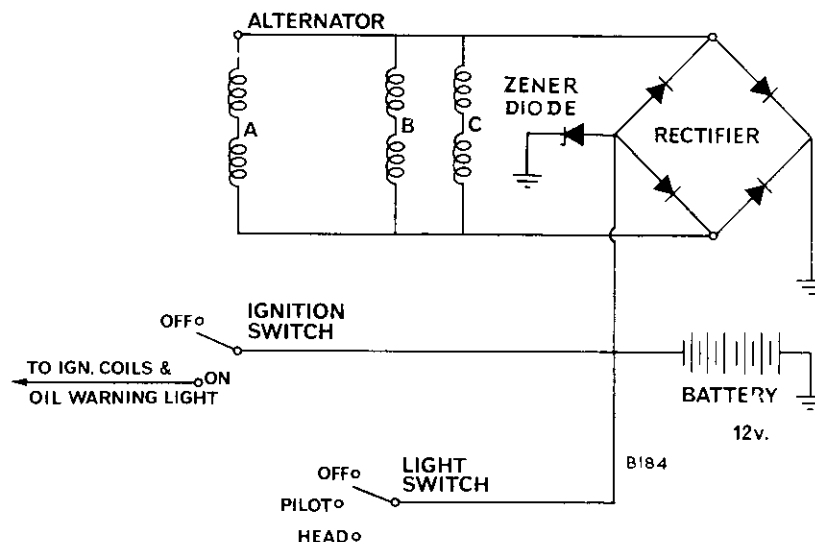 ALTERNATOR
ZENER
DIODE
A
B
C
RECTIFIER
IGNITION
SWITCH
OFF
TO IGN. COILS &
OIL WARNING LIGHT
ON
BATTERY
12v.
LIGHT
SWITCH
OFF
PILOT
HEAD
B184